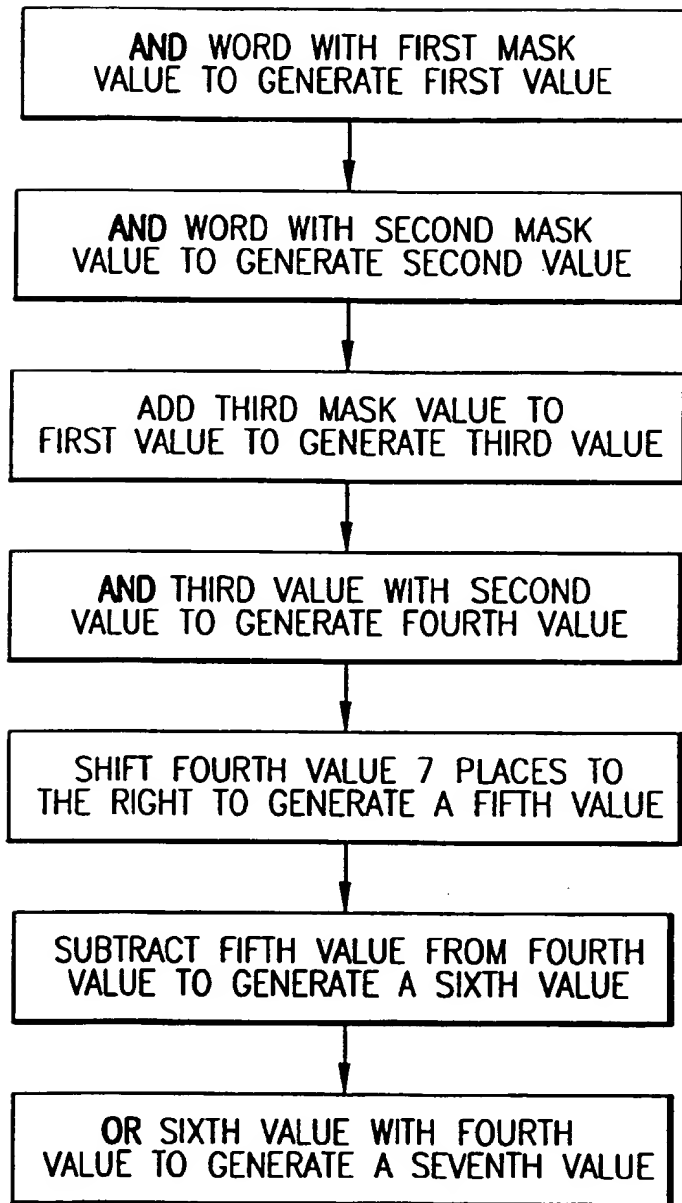 AND WORD WITH FIRST MASK
VALUE TO GENERATE FIRST VALUE
AND WORD WITH SECOND MASK
VALUE TO GENERATE SECOND VALUE
ADD THIRD MASK VALUE TO
FIRST VALUE TO GENERATE THIRD VALUE
AND THIRD VALUE WITH SECOND
VALUE TO GENERATE FOURTH VALUE
SHIFT FOURTH VALUE 7 PLACES TO
THE RIGHT TO GENERATE A FIFTH VALUE
SUBTRACT FIFTH VALUE FROM FOURTH
VALUE TO GENERATE A SIXTH VALUE
OR SIXTH VALUE WITH FOURTH
VALUE TO GENERATE A SEVENTH VALUE